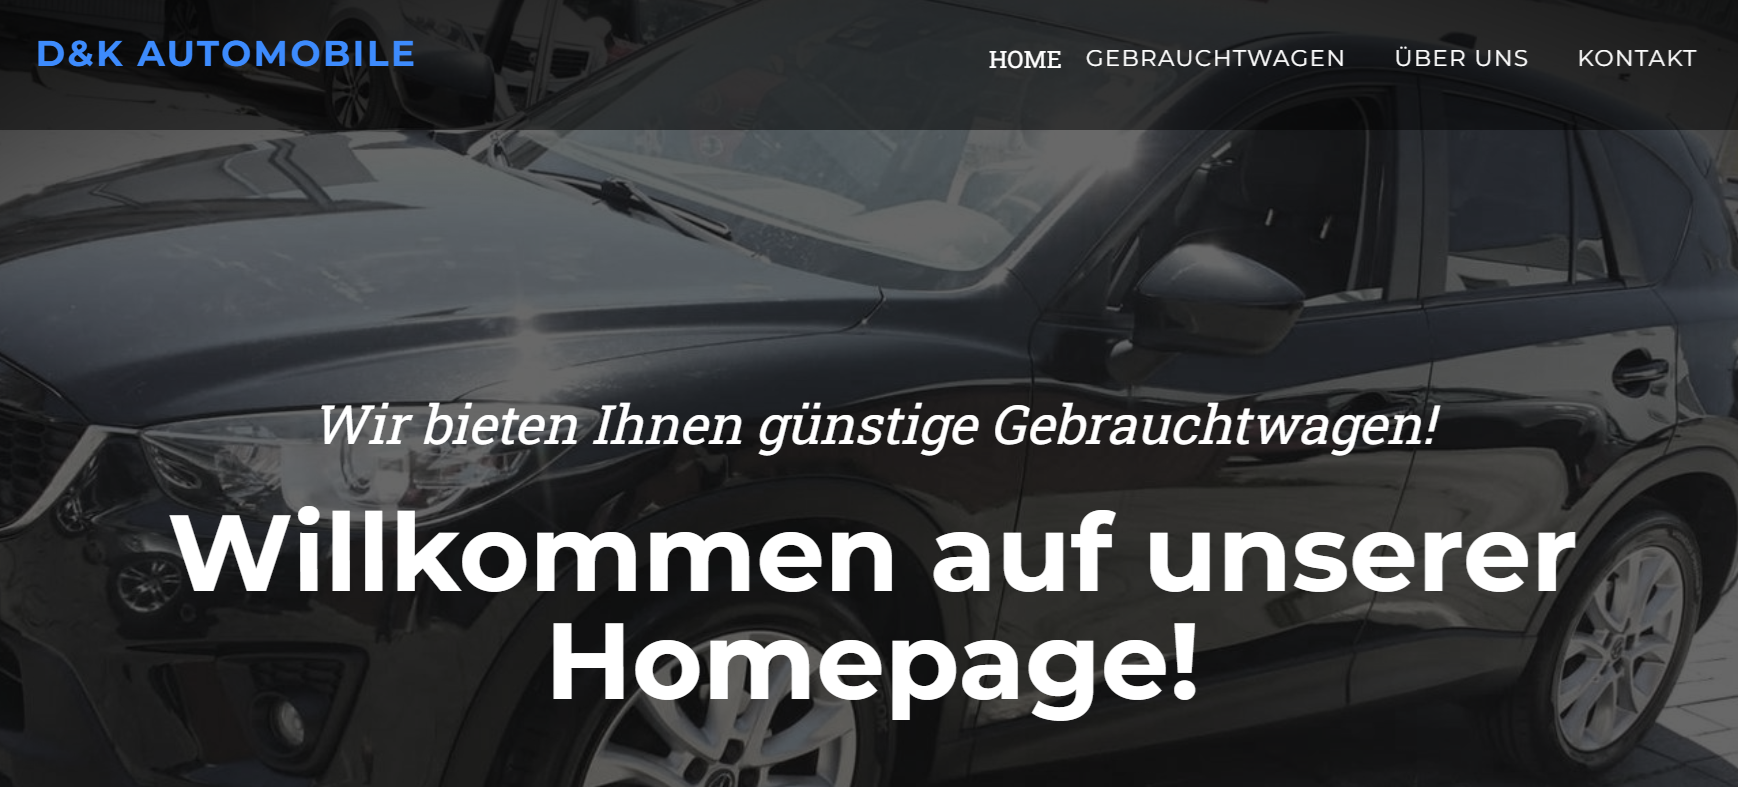 D&K AUTOMOBILE
HOME GEBRAUCHTWAGEN ÜBER UNS KONTAKT
Wir bieten Ihnen günstige Gebrauchtwagen!
Willkommen auf unserer
Homepage!